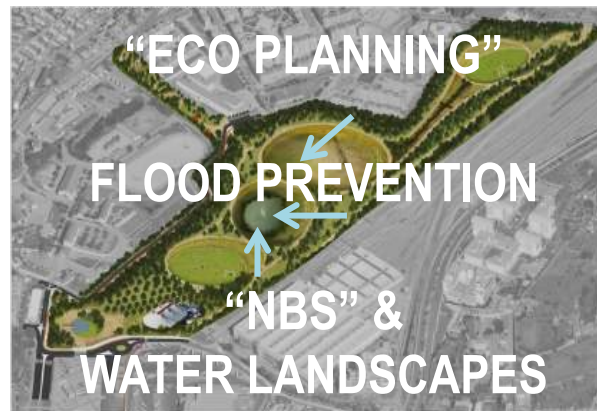 “ECO PLANNING”
FLOOD PREVENTION
“NBS” &
WATER LANDSCAPES